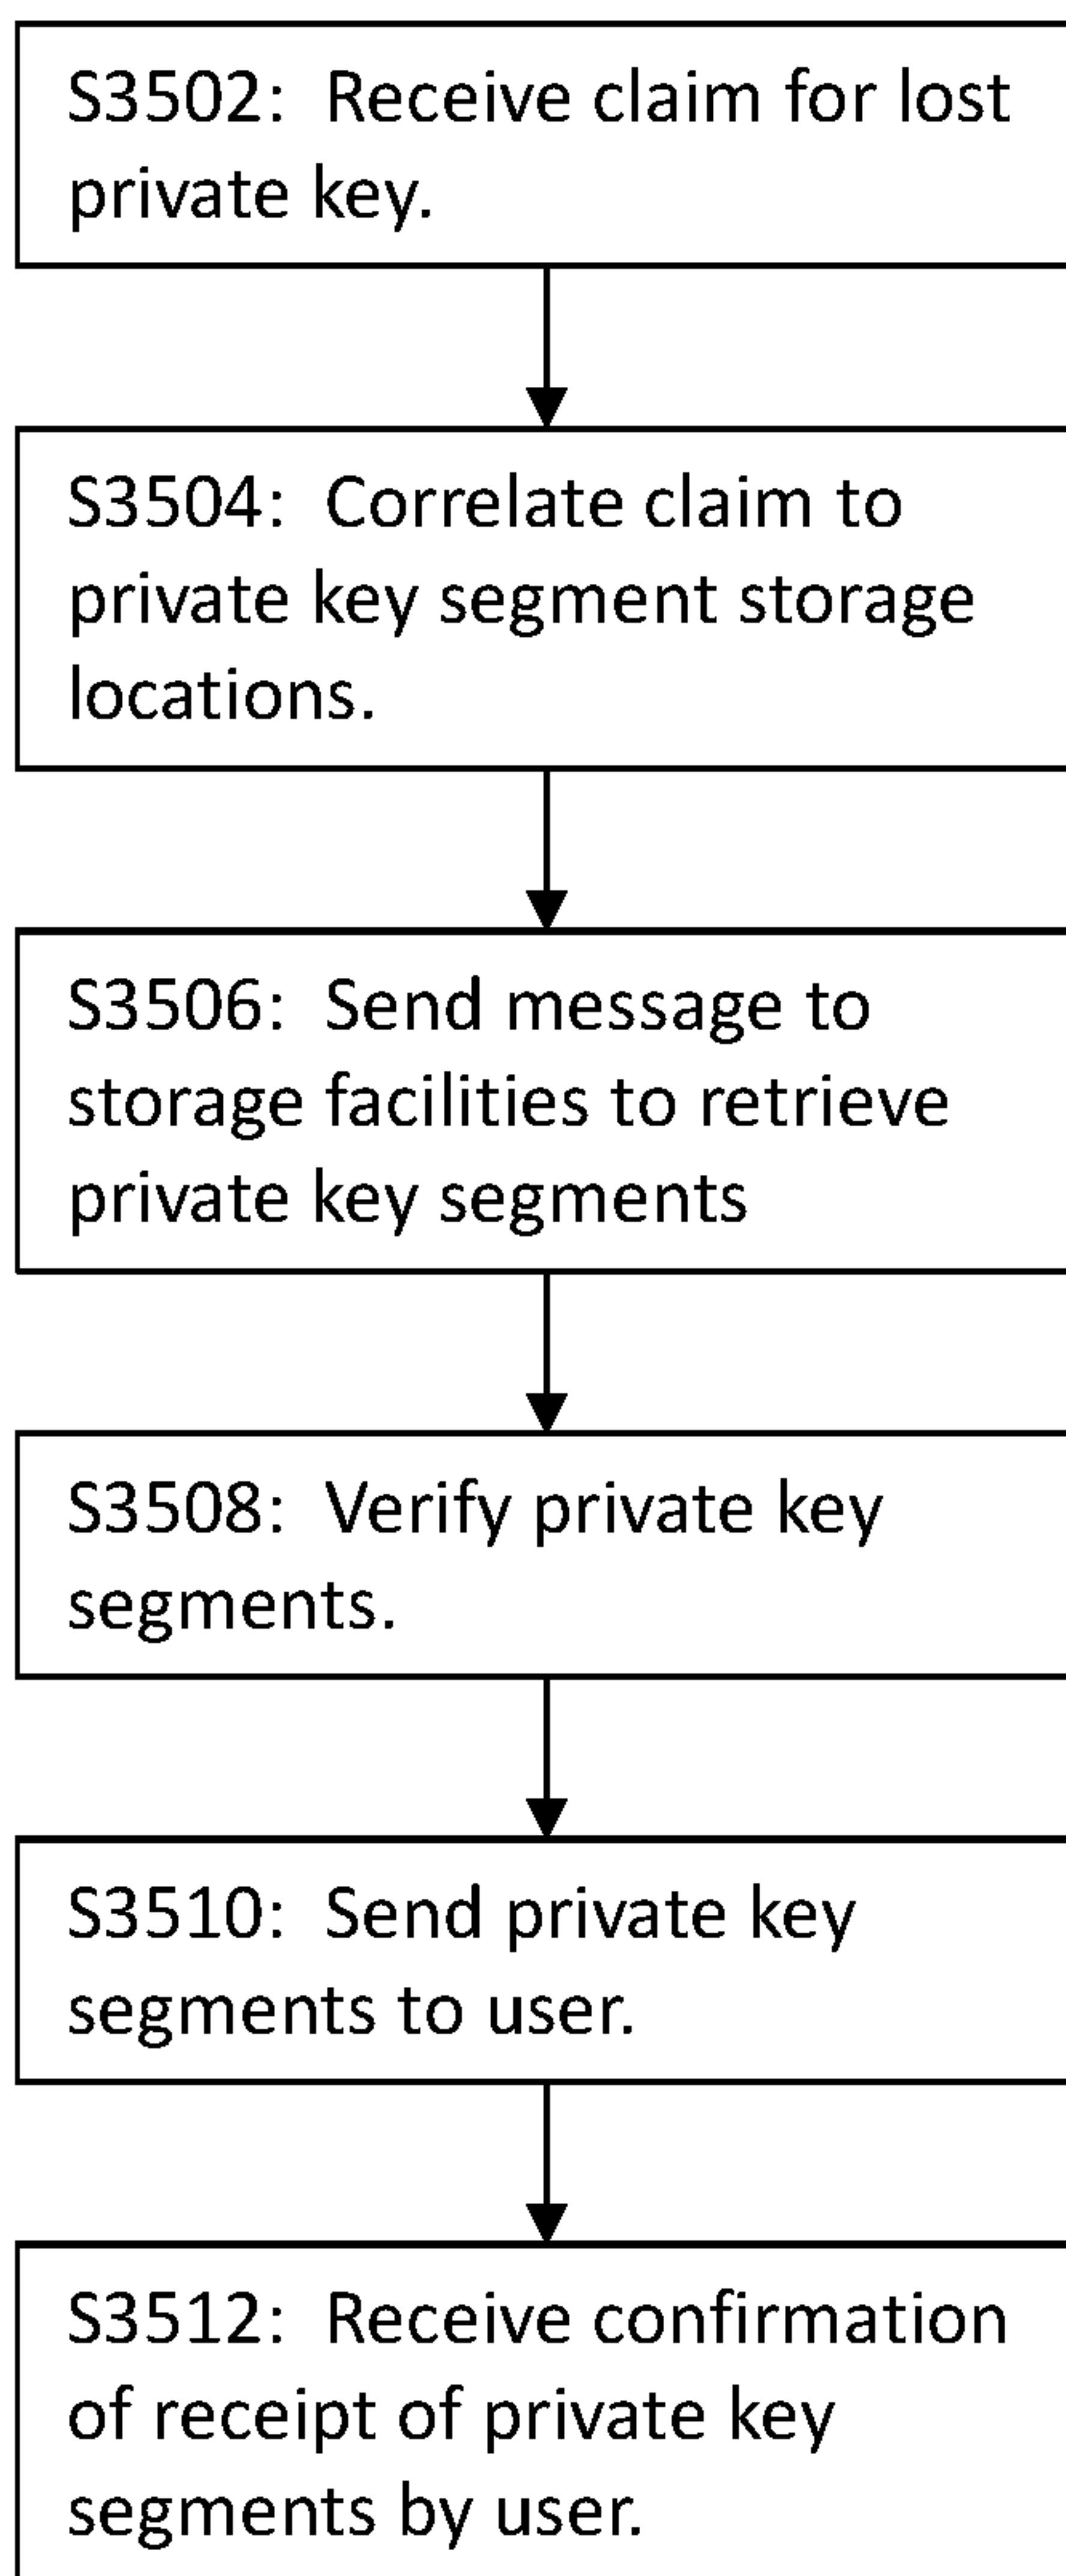 S3502: Receive claim for lost
private key.
S3504: Correlate claim to
private key segment storage
locations.
S3506: Send message to
storage facilities to retrieve
private key segments
S3508: Verify private key
segments.
S3510: Send private key
segments to user.
S3512: Receive confirmation
of receipt of private key
segments by user.